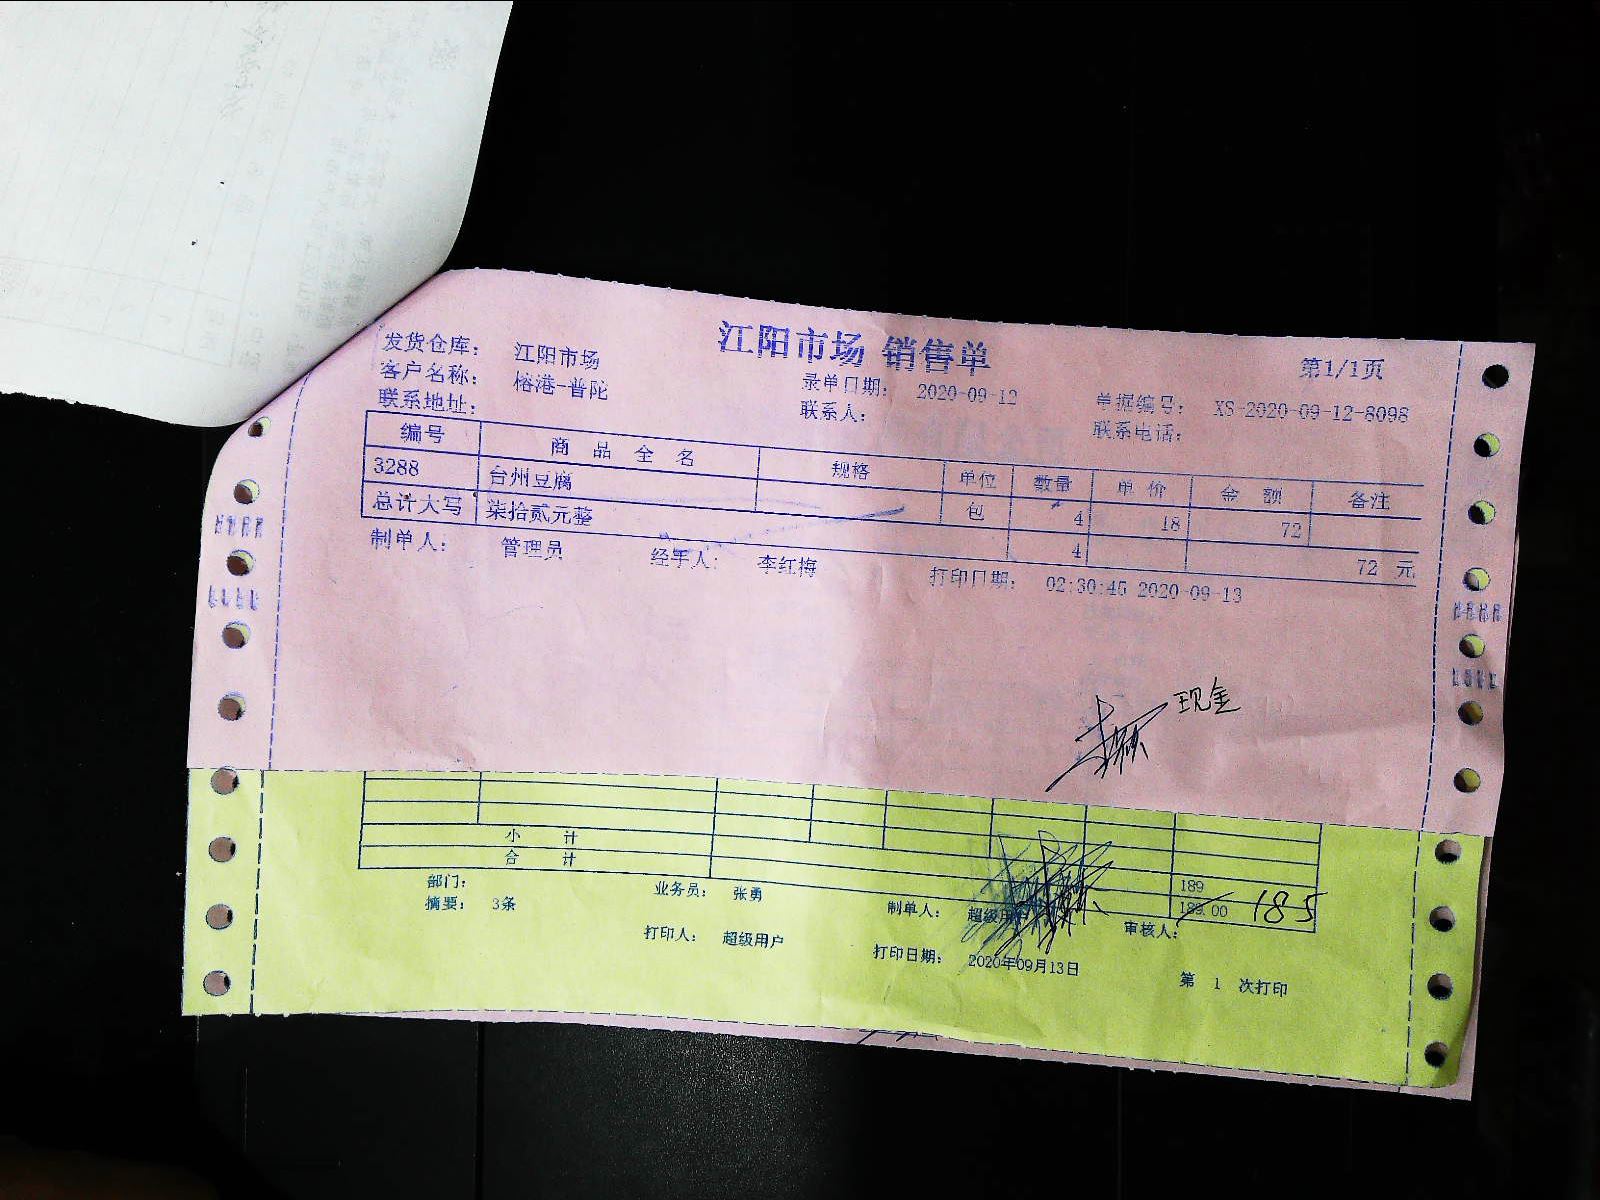 江阳市场 销售单
第1/1页
发货仓库： 江阳市场
客户名称： 榕港-普陀 录单日期： 2020-09-12 单据编号： XS-2020-09-12-8098
联系地址： 联系人： 联系电话：
编号 商 品 全 名 规格 单位 数量 单 价 金 额 备注
3288 台州豆腐 包 4 18 72
总计大写 柒拾贰元整 4 72 元
制单人： 管理员 经手人： 李红梅 打印日期： 02:30:45 2020-09-13
现金
小 计 189
合 计 189.00 185
部门： 业务员： 张勇 制单人： 超级用户 审核人：
摘要： 3条
打印人： 超级用户 打印日期： 2020年09月13日 第 1 次打印